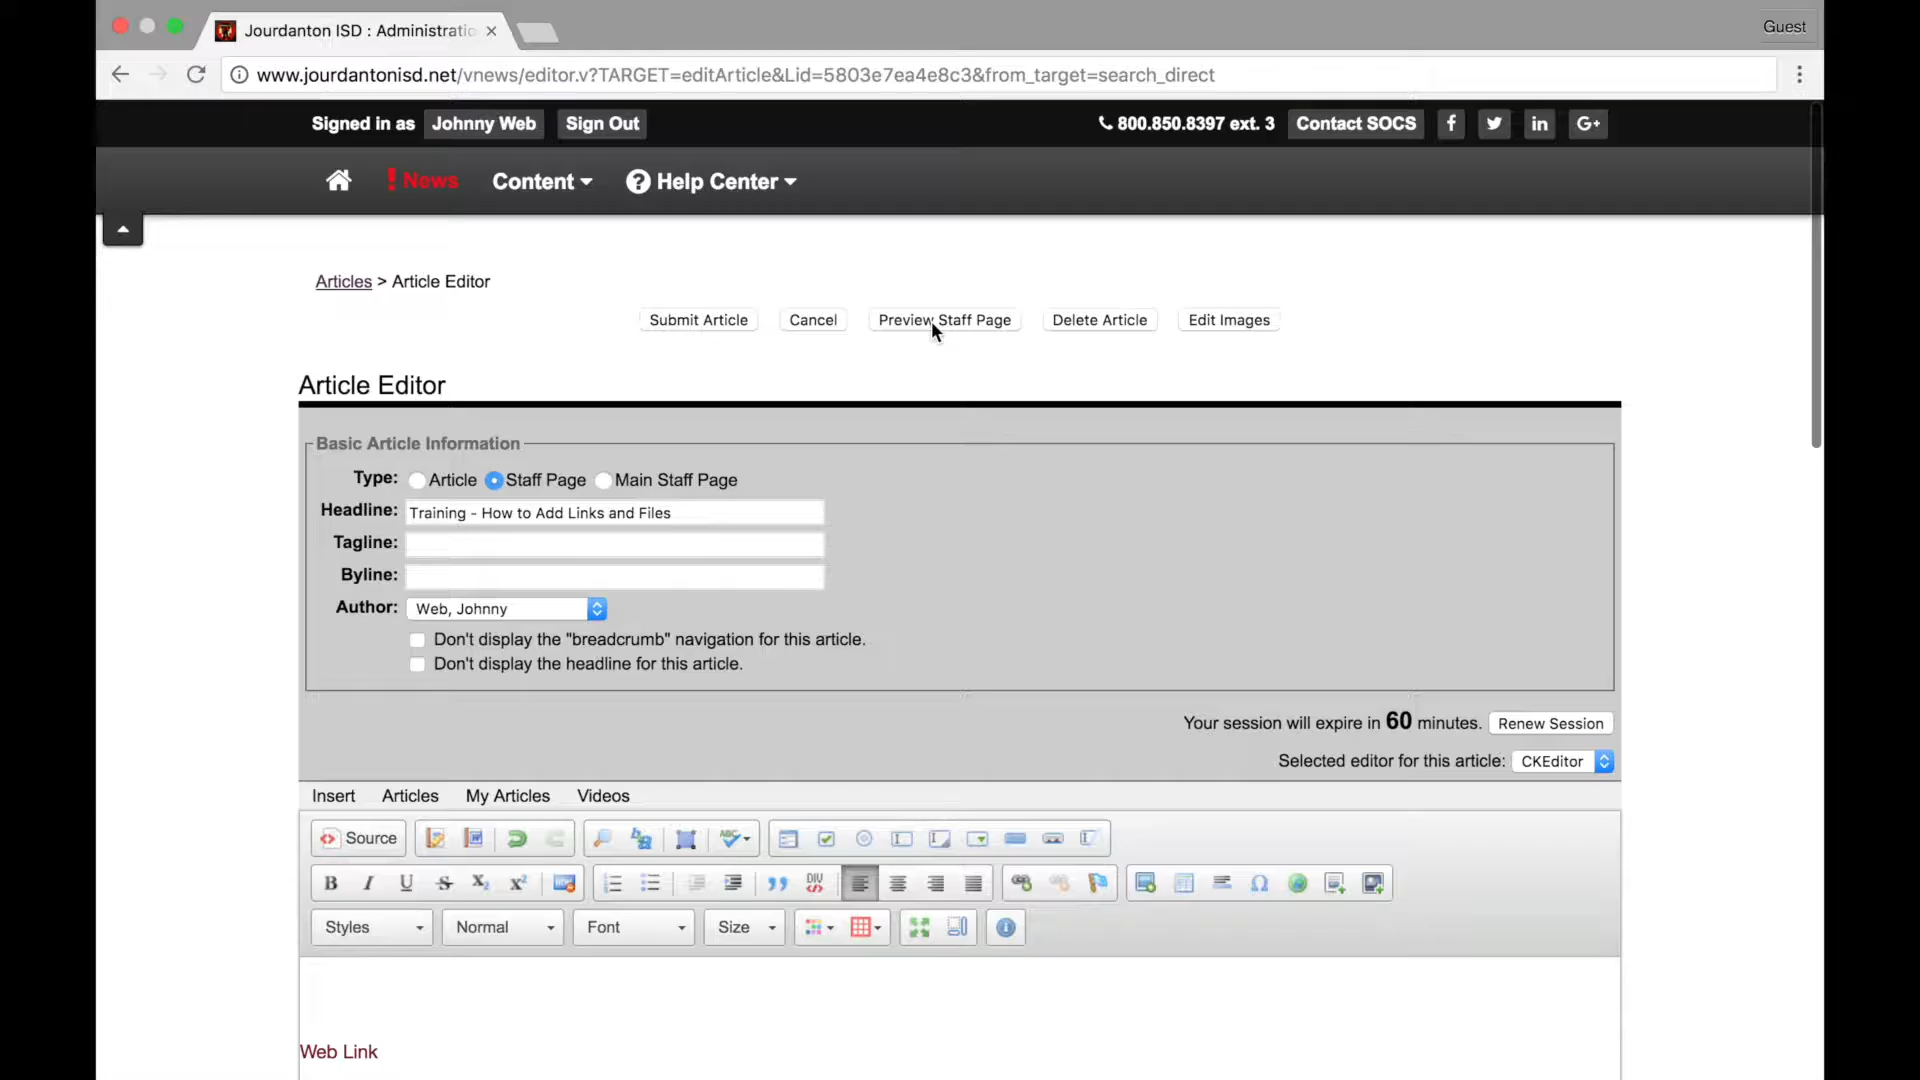 Jourdanton ISD : Administratio
Guest
www.jourdantonisd.net/vnews/editor.v?TARGET=editArticle&Lid=5803e7ea4e8c3&from_target=search_direct
Signed in as Johnny Web Sign Out 800.850.8397 ext. 3 Contact SOCS
! News Content Help Center
Articles > Article Editor
Submit Article Cancel Preview Staff Page Delete Article Edit Images
Article Editor
Basic Article Information
Type: Article Staff Page Main Staff Page
Headline: Training - How to Add Links and Files
Tagline:
Byline:
Author: Web, Johnny
Don't display the "breadcrumb" navigation for this article.
Don't display the headline for this article.
Your session will expire in 60 minutes. Renew Session
Selected editor for this article: CKEditor
Insert Articles My Articles Videos
Source
Styles Normal Font Size
Web Link